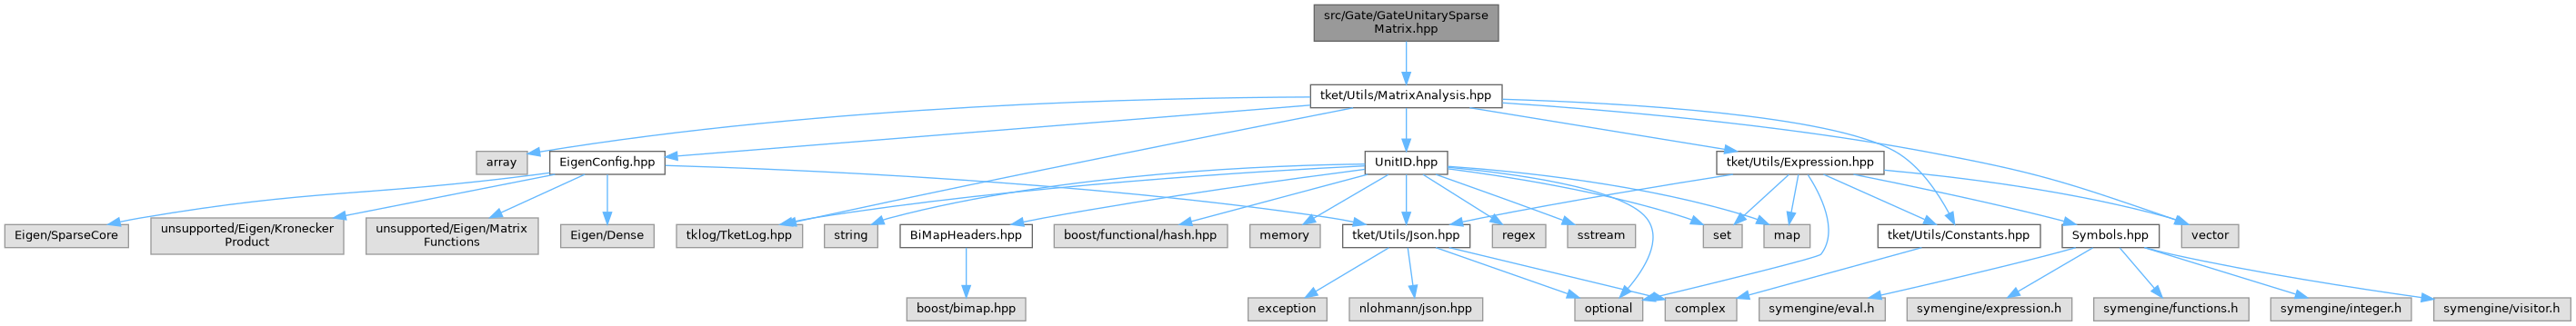 src/Gate/GateUnitarySparse
Matrix.hpp
tket/Utils/MatrixAnalysis.hpp
array
EigenConfig.hpp
UnitID.hpp
tket/Utils/Expression.hpp
Eigen/SparseCore
unsupported/Eigen/Kronecker
Product
unsupported/Eigen/Matrix
Functions
Eigen/Dense
tklog/TketLog.hpp
string
BiMapHeaders.hpp
boost/functional/hash.hpp
memory
tket/Utils/Json.hpp
regex
sstream
set
map
tket/Utils/Constants.hpp
Symbols.hpp
vector
boost/bimap.hpp
exception
nlohmann/json.hpp
optional
complex
symengine/eval.h
symengine/expression.h
symengine/functions.h
symengine/integer.h
symengine/visitor.h